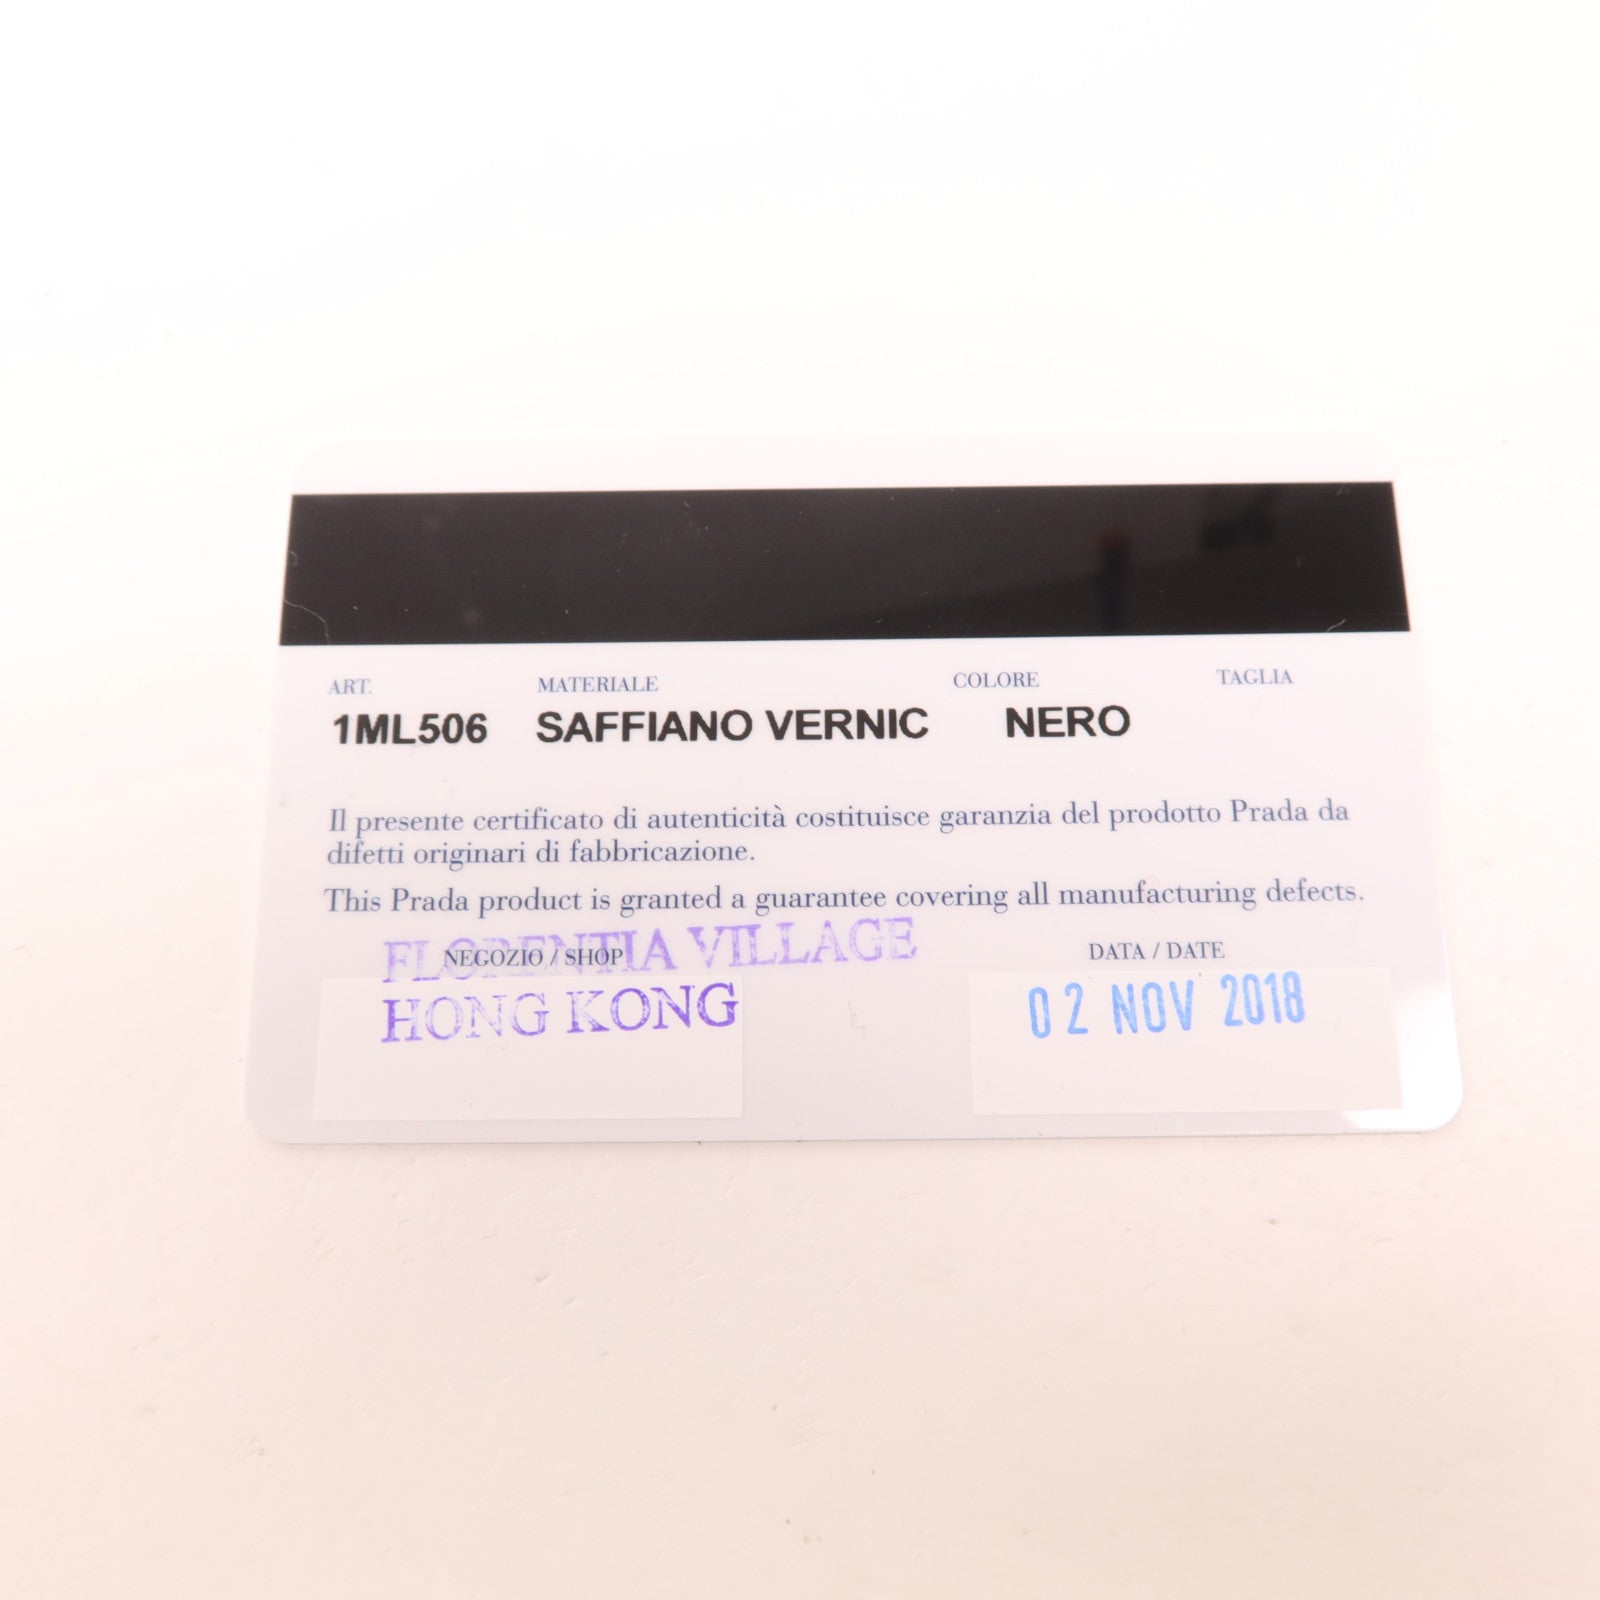 ART. MATERIALE COLORE TAGLIA
1ML506 SAFFIANO VERNIC NERO
Il presente certificato di autenticità costituisce garanzia del prodotto Prada da
difetti originari di fabbricazione.
This Prada product is granted a guarantee covering all manufacturing defects.
FLORENTIA VILLAGE
NEGOZIO / SHOP DATA / DATE
HONG KONG 02 NOV 2018